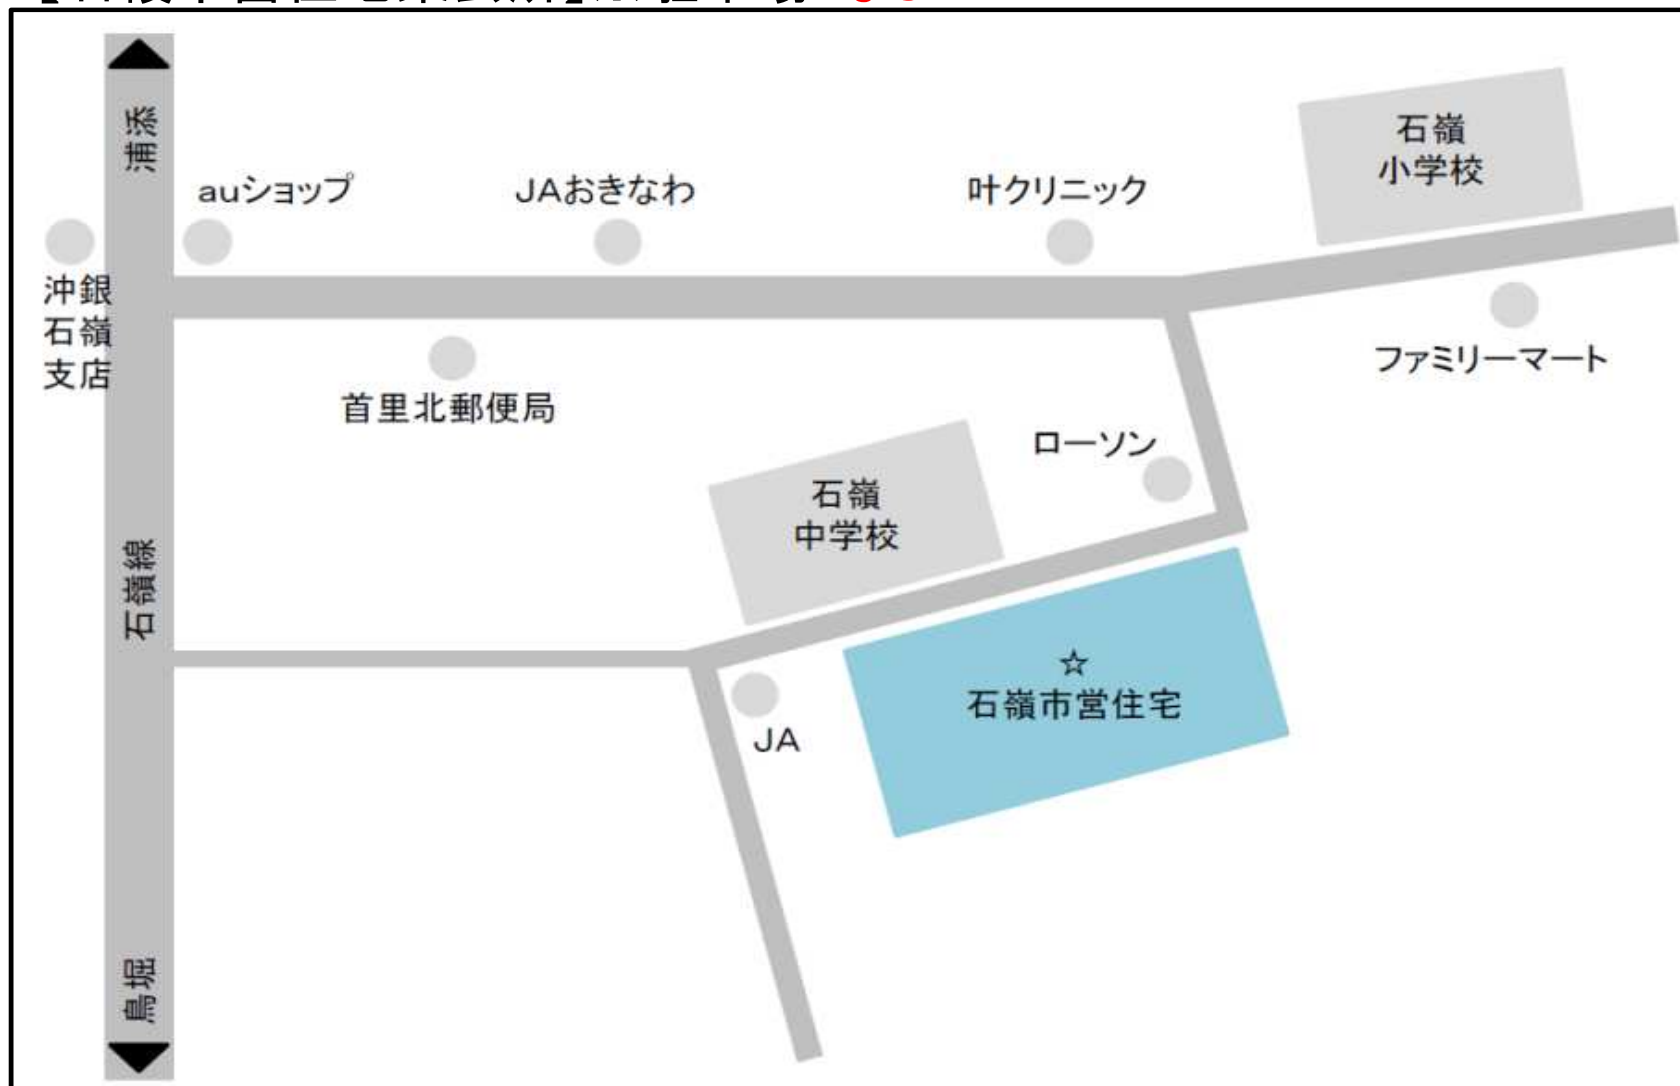 浦添
石嶺
小学校
auショップ
JAおきなわ
叶クリニック
沖銀
石嶺
支店
首里北郵便局
ファミリーマート
ローソン
石嶺
中学校
石嶺線
☆
石嶺市営住宅
JA
鳥堀